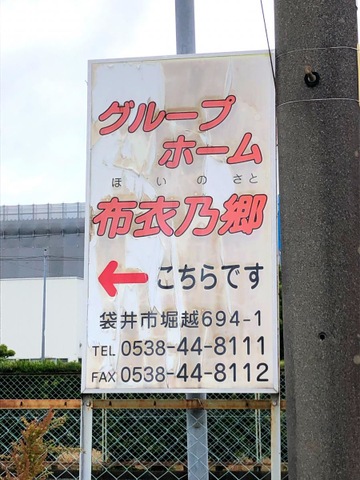 グループ
ホーム
ほいのさと
布衣乃郷
←こちらです
袋井市堀越694-1
TEL 0538-44-8111
FAX 0538-44-8112